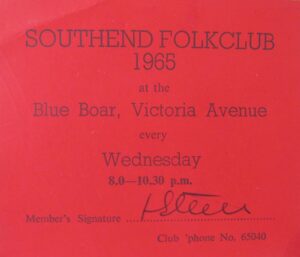 SOUTHEND FOLKCLUB
1965
at the
Blue Boar, Victoria Avenue
every
Wednesday
8.0—10.30 p.m.
Member's Signature
Club 'phone No. 65040